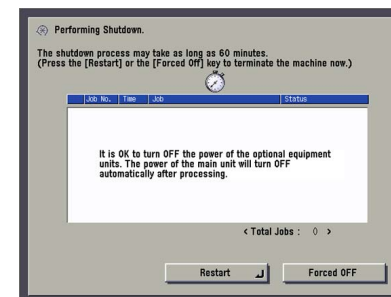 Performing Shutdown.
The shutdown process may take as long as 60 minutes.
(Press the [Restart] or the [Forced Off] key to terminate the machine now.)
Job No. Time Job Status
It is OK to turn OFF the power of the optional equipment
units. The power of the main unit will turn OFF
automatically after processing.
< Total Jobs : 0 >
Restart Forced OFF